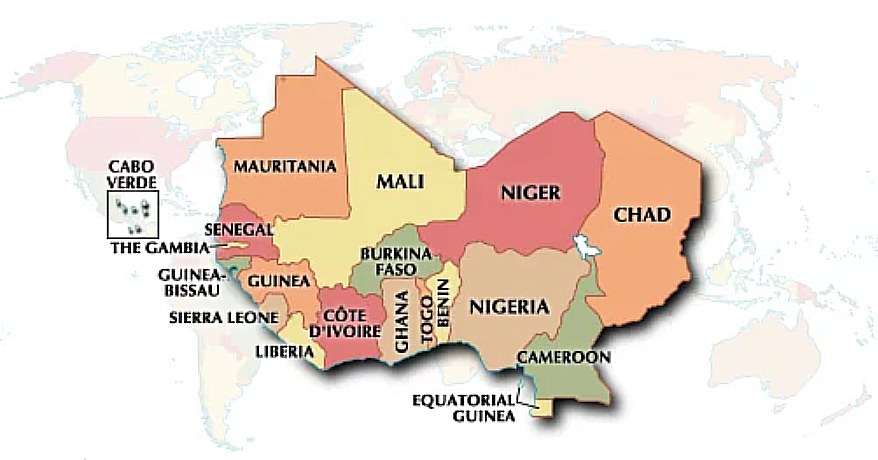 CABO
VERDE
MAURITANIA
MALI
NIGER
CHAD
SENEGAL
THE GAMBIA
GUINEA-
BISSAU
GUINEA
BURKINA
FASO
SIERRA LEONE
LIBERIA
CÔTE
D'IVOIRE
GHANA
TOGO
BENIN
NIGERIA
CAMEROON
EQUATORIAL
GUINEA